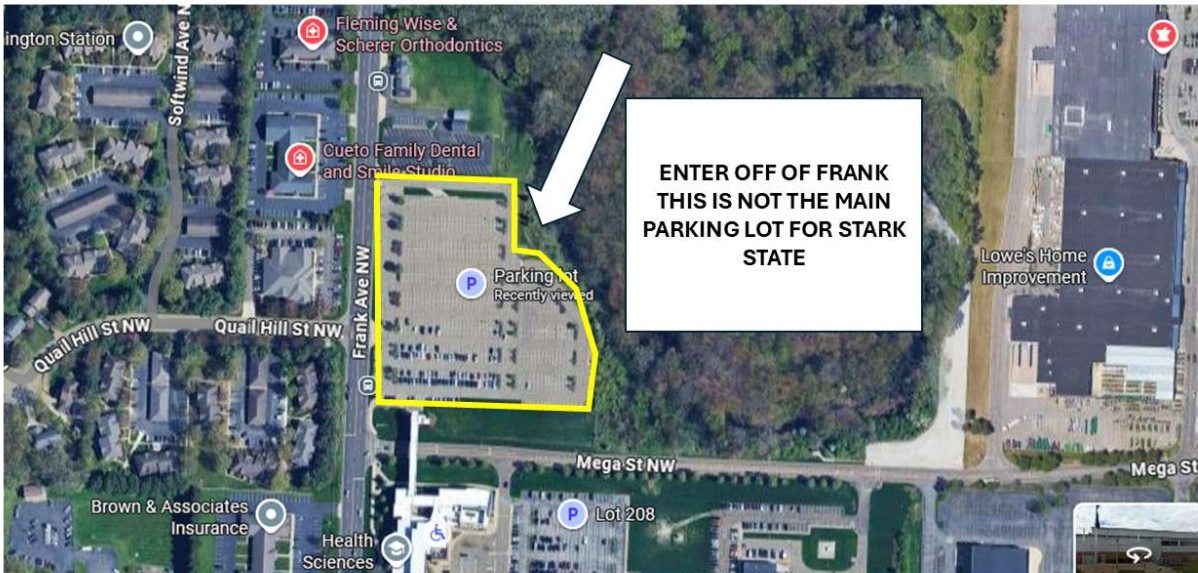 ington Station
Softwind Ave N
Fleming Wise &
Scherer Orthodontics
Cueto Family Dental
and Smile Studio
ENTER OFF OF FRANK
THIS IS NOT THE MAIN
PARKING LOT FOR STARK
STATE
Lowe's Home
Improvement
P
Parking lot
Recently viewed
Frank Ave NW
Quail Hill St NW
Quail Hill St NW
Mega St NW
Mega St
Brown & Associates
Insurance
P
Lot 208
Health
Sciences